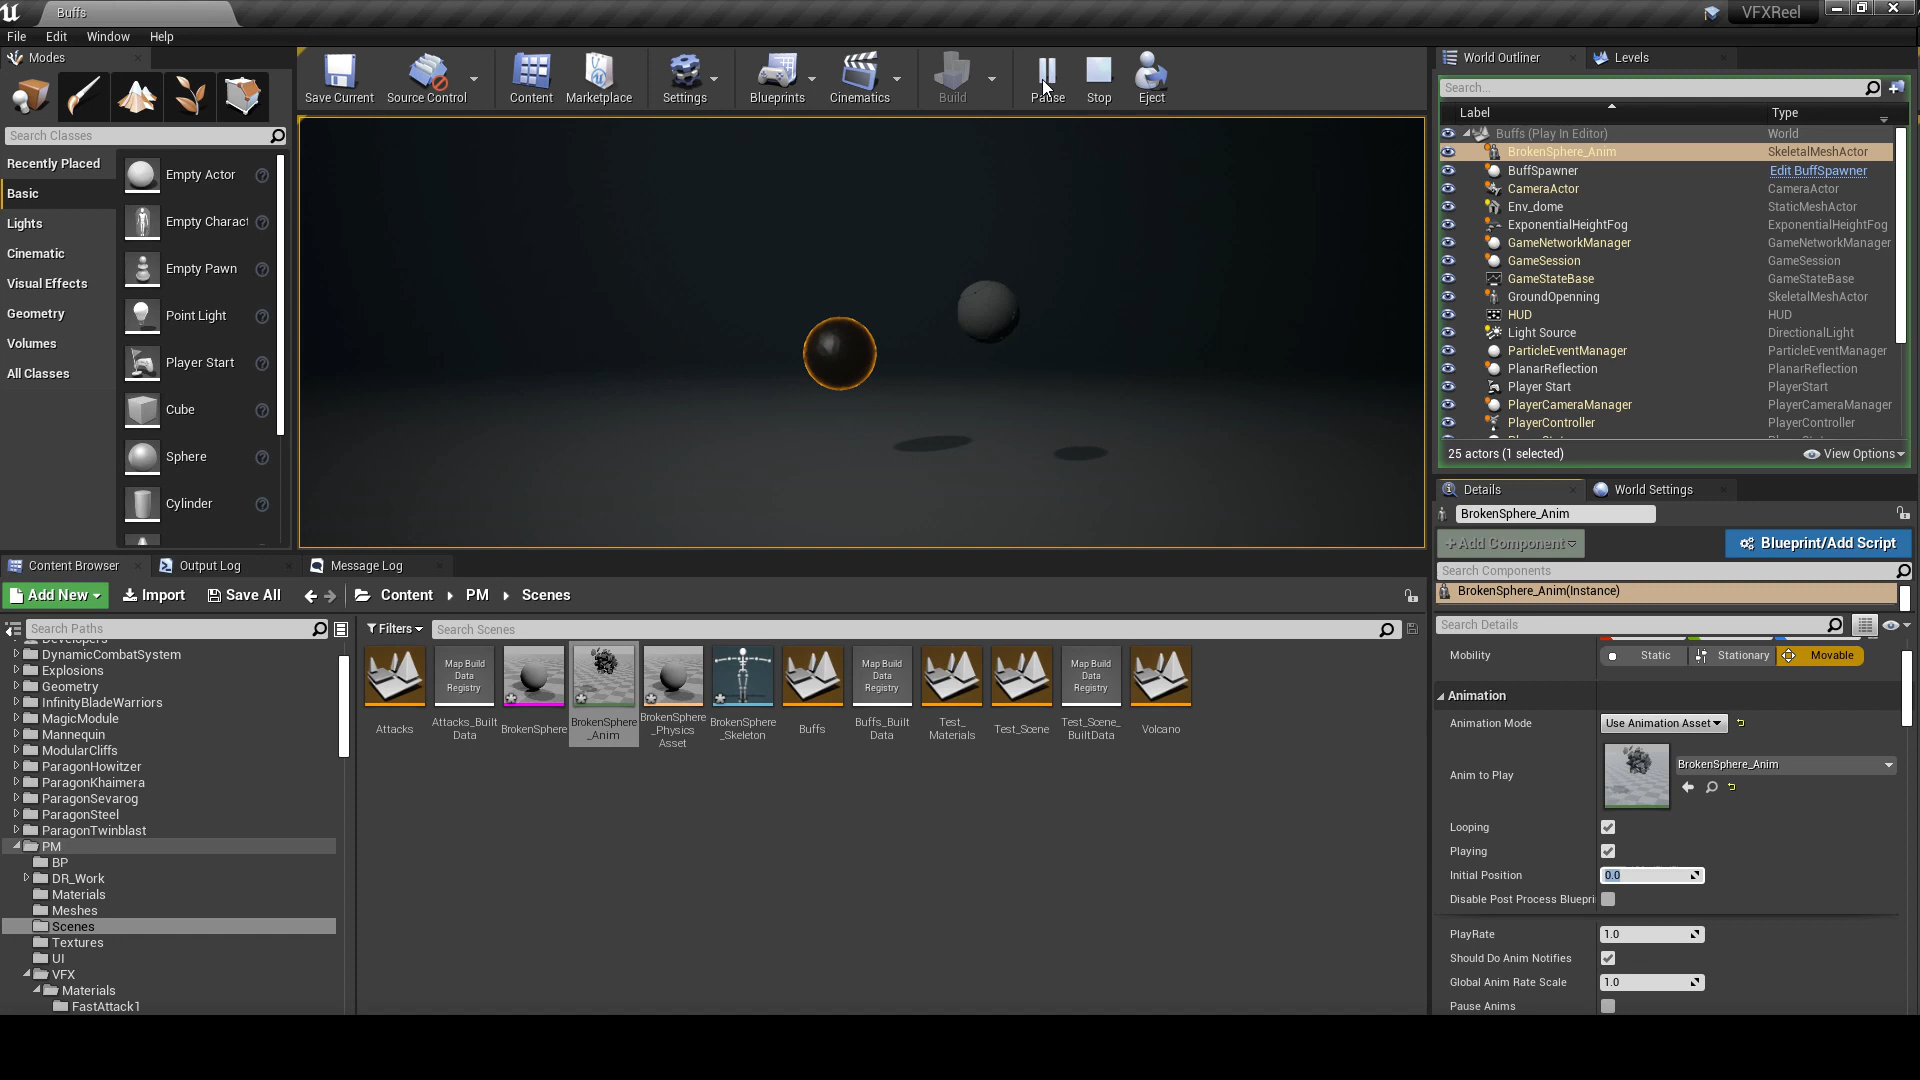 Buffs
VFXReel
File Edit Window Help
Modes
Save Current
Source Control
Content
Marketplace
Settings
Blueprints
Cinematics
Build
Pause
Stop
Eject
Search Classes
Recently Placed
Basic
Lights
Cinematic
Visual Effects
Geometry
Volumes
All Classes
Empty Actor
Empty Charact
Empty Pawn
Point Light
Player Start
Cube
Sphere
Cylinder
World Outliner
Levels
Search...
Label Type
Buffs (Play In Editor) World
BrokenSphere_Anim SkeletalMeshActor
BuffSpawner Edit BuffSpawner
CameraActor CameraActor
Env_dome StaticMeshActor
ExponentialHeightFog ExponentialHeightFog
GameNetworkManager GameNetworkManager
GameSession GameSession
GameStateBase GameStateBase
GroundOpenning SkeletalMeshActor
HUD HUD
Light Source DirectionalLight
ParticleEventManager ParticleEventManager
PlanarReflection PlanarReflection
Player Start PlayerStart
PlayerCameraManager PlayerCameraManager
PlayerController PlayerController
25 actors (1 selected)
View Options
Details
World Settings
BrokenSphere_Anim
+Add Component
Blueprint/Add Script
Search Components
BrokenSphere_Anim(Instance)
Search Details
Mobility Static Stationary Movable
Animation
Animation Mode Use Animation Asset
Anim to Play BrokenSphere_Anim
Looping
Playing
Initial Position 0.0
Disable Post Process Bluepri
PlayRate 1.0
Should Do Anim Notifies
Global Anim Rate Scale 1.0
Pause Anims
Content Browser
Output Log
Message Log
Add New
Import
Save All
Content PM Scenes
Search Paths
Filters
Search Scenes
Developers
DynamicCombatSystem
Explosions
Geometry
InfinityBladeWarriors
MagicModule
Mannequin
ModularCliffs
ParagonHowitzer
ParagonKhaimera
ParagonSevarog
ParagonSteel
ParagonTwinblast
PM
BP
DR_Work
Materials
Meshes
Scenes
Textures
UI
VFX
Materials
FastAttack1
Map Build
Data
Registry
Map Build
Data
Registry
Map Build
Data
Registry
Attacks
Attacks_Built
Data
BrokenSphere
BrokenSphere
_Anim
BrokenSphere
_Physics
Asset
BrokenSphere
_Skeleton
Buffs
Buffs_Built
Data
Test_
Materials
Test_Scene
Test_Scene_
BuiltData
Volcano